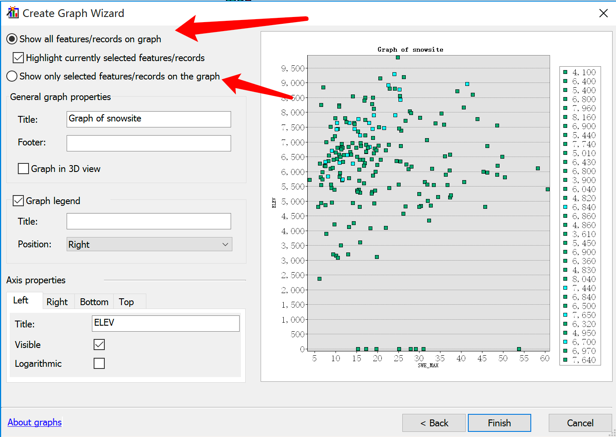 Create Graph Wizard
Show all features/records on graph
Highlight currently selected features/records
Show only selected features/records on the graph
General graph properties
Title: Graph of snowsite
Footer:
Graph in 3D view
Graph legend
Title:
Position: Right
Axis properties
Left Right Bottom Top
Title: ELEV
Visible
Logarithmic
Graph of snowsite
ELEV
9,500
9,000
8,500
8,000
7,500
7,000
6,500
6,000
5,500
5,000
4,500
4,000
3,500
3,000
2,500
2,000
1,500
1,000
500
0
5 10 15 20 25 30 35 40 45 50 55 60
SWE_MAX
4,100
5,400
6,800
7,960
8,160
6,900
5,440
7,740
5,010
6,430
6,800
3,900
6,040
4,820
6,840
6,860
4,860
3,610
5,450
6,900
6,360
4,830
8,040
7,440
6,840
6,500
7,650
6,320
4,950
6,700
6,970
7,640
About graphs
< Back
Finish
Cancel